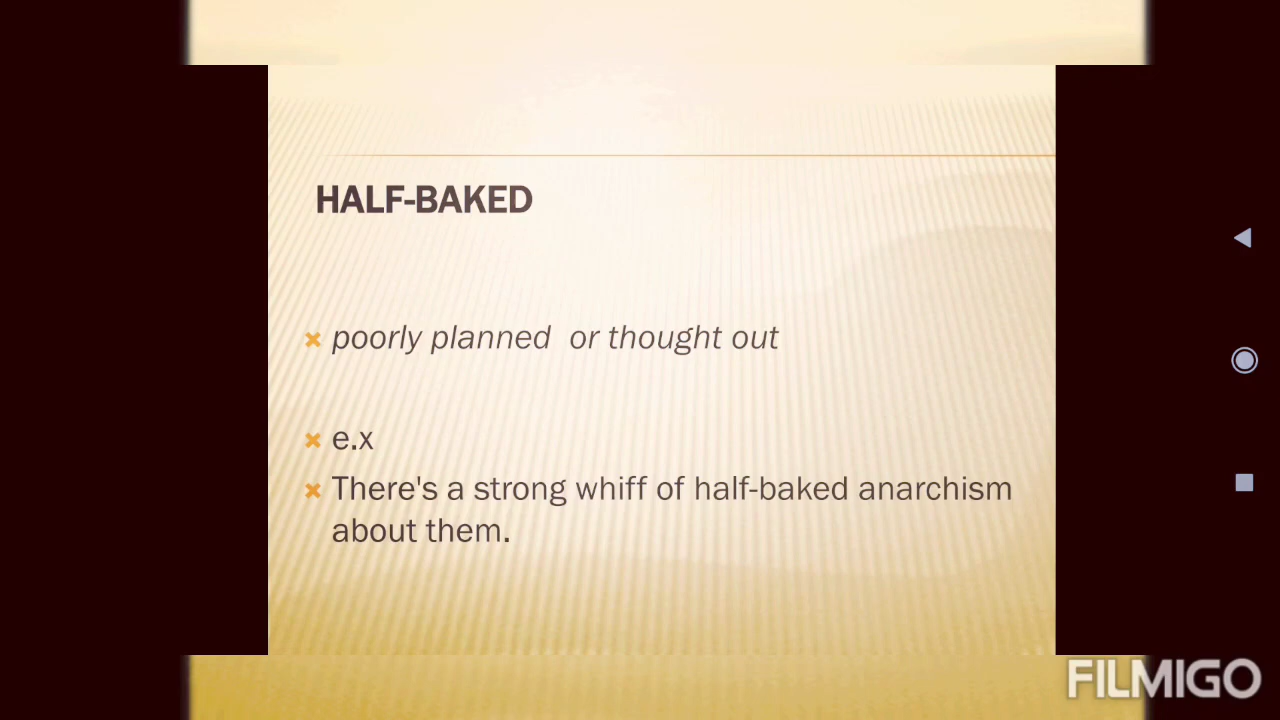 HALF-BAKED
poorly planned  or thought out
e.x
There's a strong whiff of half-baked anarchism
about them.
FILMIGO